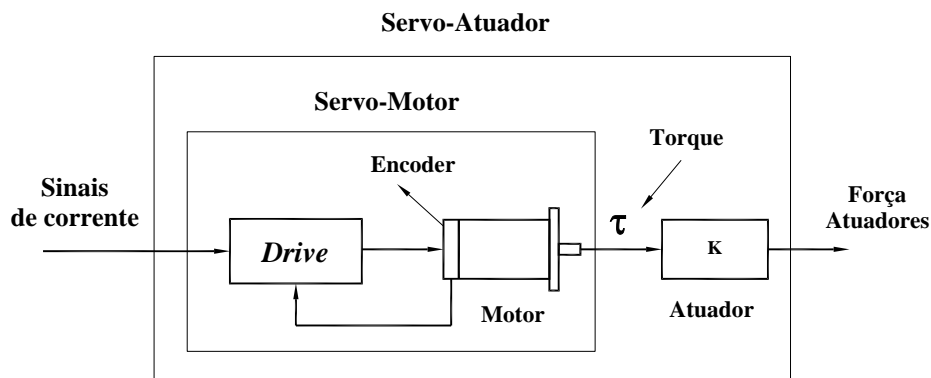 Servo-Atuador
Servo-Motor
Encoder
Torque
Sinais
de corrente
Força
Atuadores
τ
Drive
K
Motor
Atuador